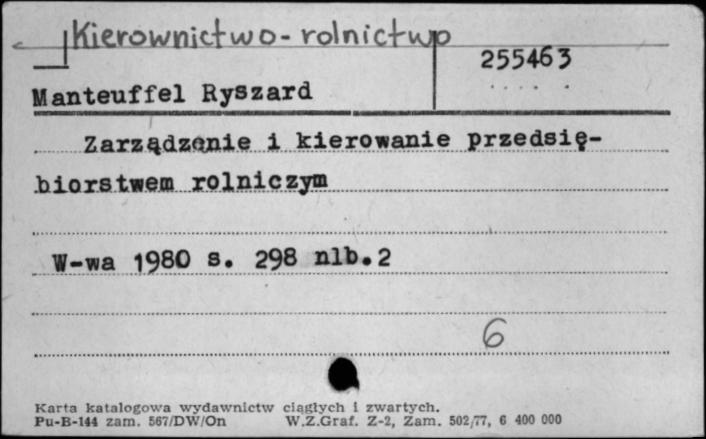 Kierownictwo - rolnictwo
255463
Manteuffel Ryszard
Zarządzenie i kierowanie przedsię-
biorstwem rolniczym
W-wa 1980 s. 298 nlb. 2
6
Karta katalogowa wydawnictw ciągłych i zwartych.
Pu-B-144 zam. 567/DW/On W.Z.Graf. Z-2, Zam. 502/77, 6 400 000